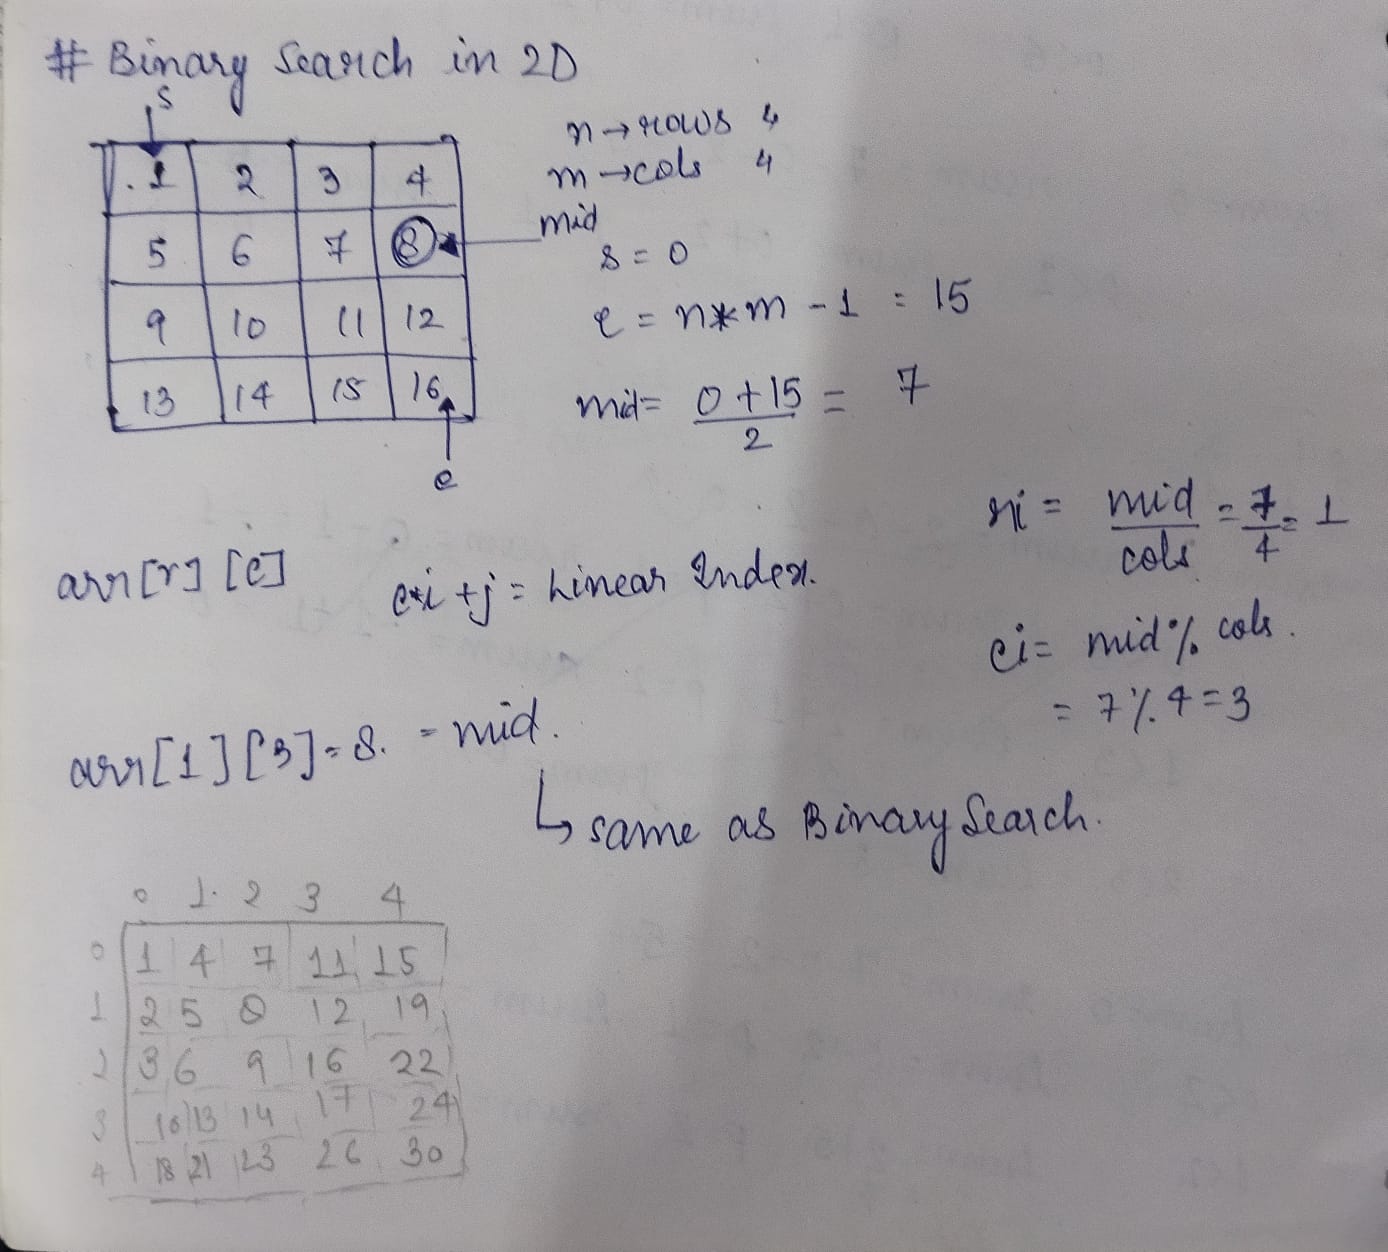 # Binary Search in 2D
s
n → rows 4
m → cols 4
1 2 3 4
mid
5 6 7 8
s = 0
9 10 11 12
e = n*m - 1 = 15
13 14 15 16
mid = 0 + 15 / 2 = 7
e
ri = mid / cols = 7 / 4 = 1
arr[r][c] c*i + j = Linear Index.
ci = mid % cols.
= 7 % 4 = 3
arr[1][3] = 8. = mid.
↳ same as Binary Search.
0 1 2 3 4
0 1 4 7 11 15
1 2 5 8 12 19
2 3 6 9 16 22
3 10 13 14 17 24
4 18 21 23 26 30